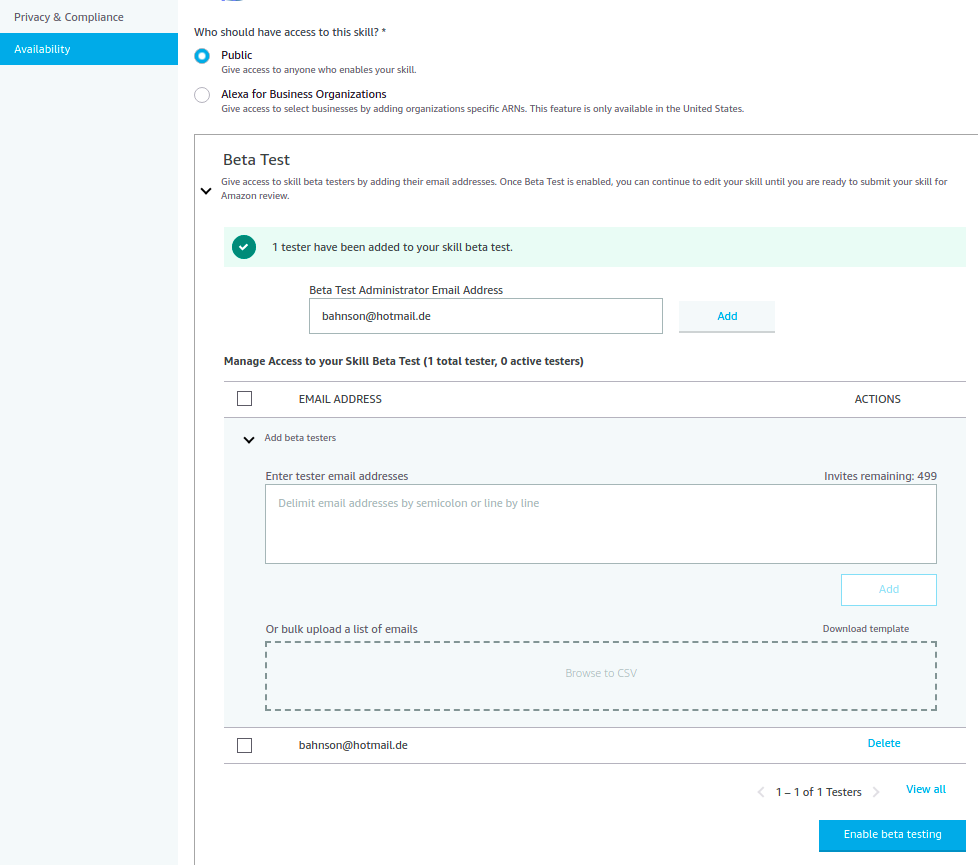 Privacy & Compliance
Availability
Who should have access to this skill? *
Public
Give access to anyone who enables your skill.
Alexa for Business Organizations
Give access to select businesses by adding organizations specific ARNs. This feature is only available in the United States.
Beta Test
Give access to skill beta testers by adding their email addresses. Once Beta Test is enabled, you can continue to edit your skill until you are ready to submit your skill for
Amazon review.
1 tester have been added to your skill beta test.
Beta Test Administrator Email Address
bahnson@hotmail.de Add
Manage Access to your Skill Beta Test (1 total tester, 0 active testers)
EMAIL ADDRESS ACTIONS
Add beta testers
Enter tester email addresses Invites remaining: 499
Delimit email addresses by semicolon or line by line
Add
Or bulk upload a list of emails Download template
Browse to CSV
bahnson@hotmail.de Delete
1 – 1 of 1 Testers View all
Enable beta testing